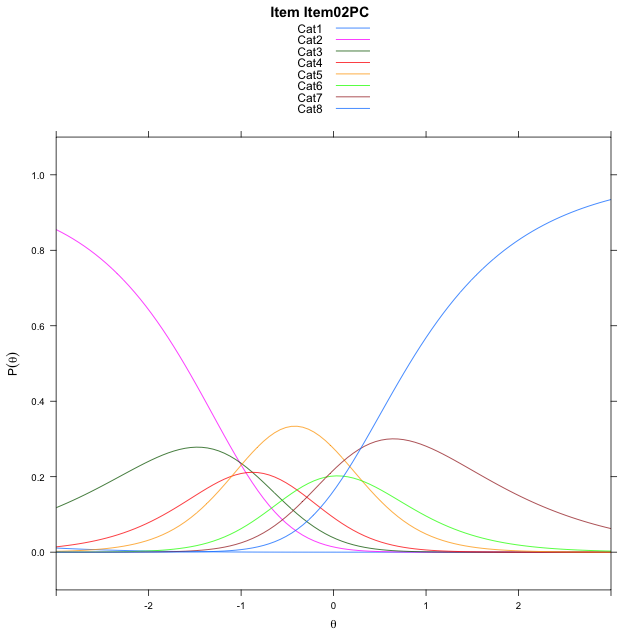 Item Item02PC
Cat1
Cat2
Cat3
Cat4
Cat5
Cat6
Cat7
Cat8
1.0
0.8
0.6
0.4
0.2
0.0
P(θ)
-2 -1 0 1 2
θ